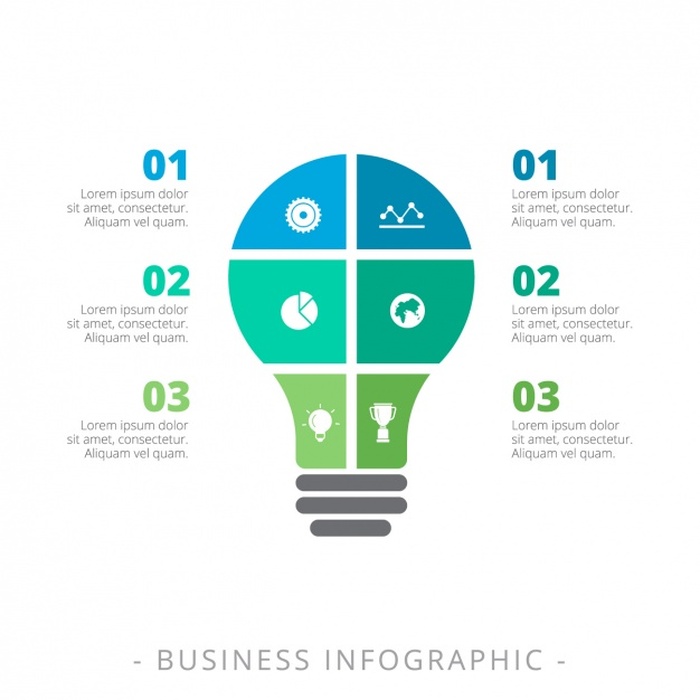 01
Lorem ipsum dolor
sit amet, consectetur.
Aliquam vel quam.
02
Lorem ipsum dolor
sit amet, consectetur.
Aliquam vel quam.
03
Lorem ipsum dolor
sit amet, consectetur.
Aliquam vel quam.
01
Lorem ipsum dolor
sit amet, consectetur.
Aliquam vel quam.
02
Lorem ipsum dolor
sit amet, consectetur.
Aliquam vel quam.
03
Lorem ipsum dolor
sit amet, consectetur.
Aliquam vel quam.
- BUSINESS INFOGRAPHIC -